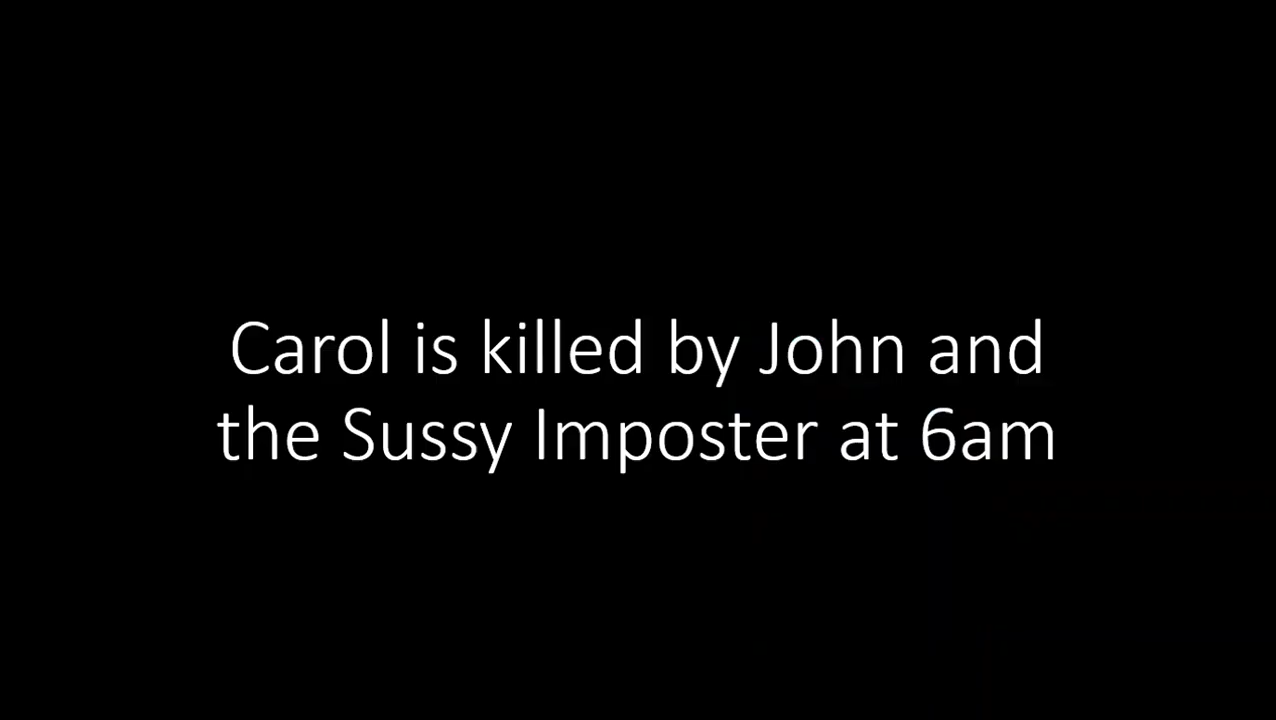 Carol is killed by John and
the Sussy Imposter at 6am